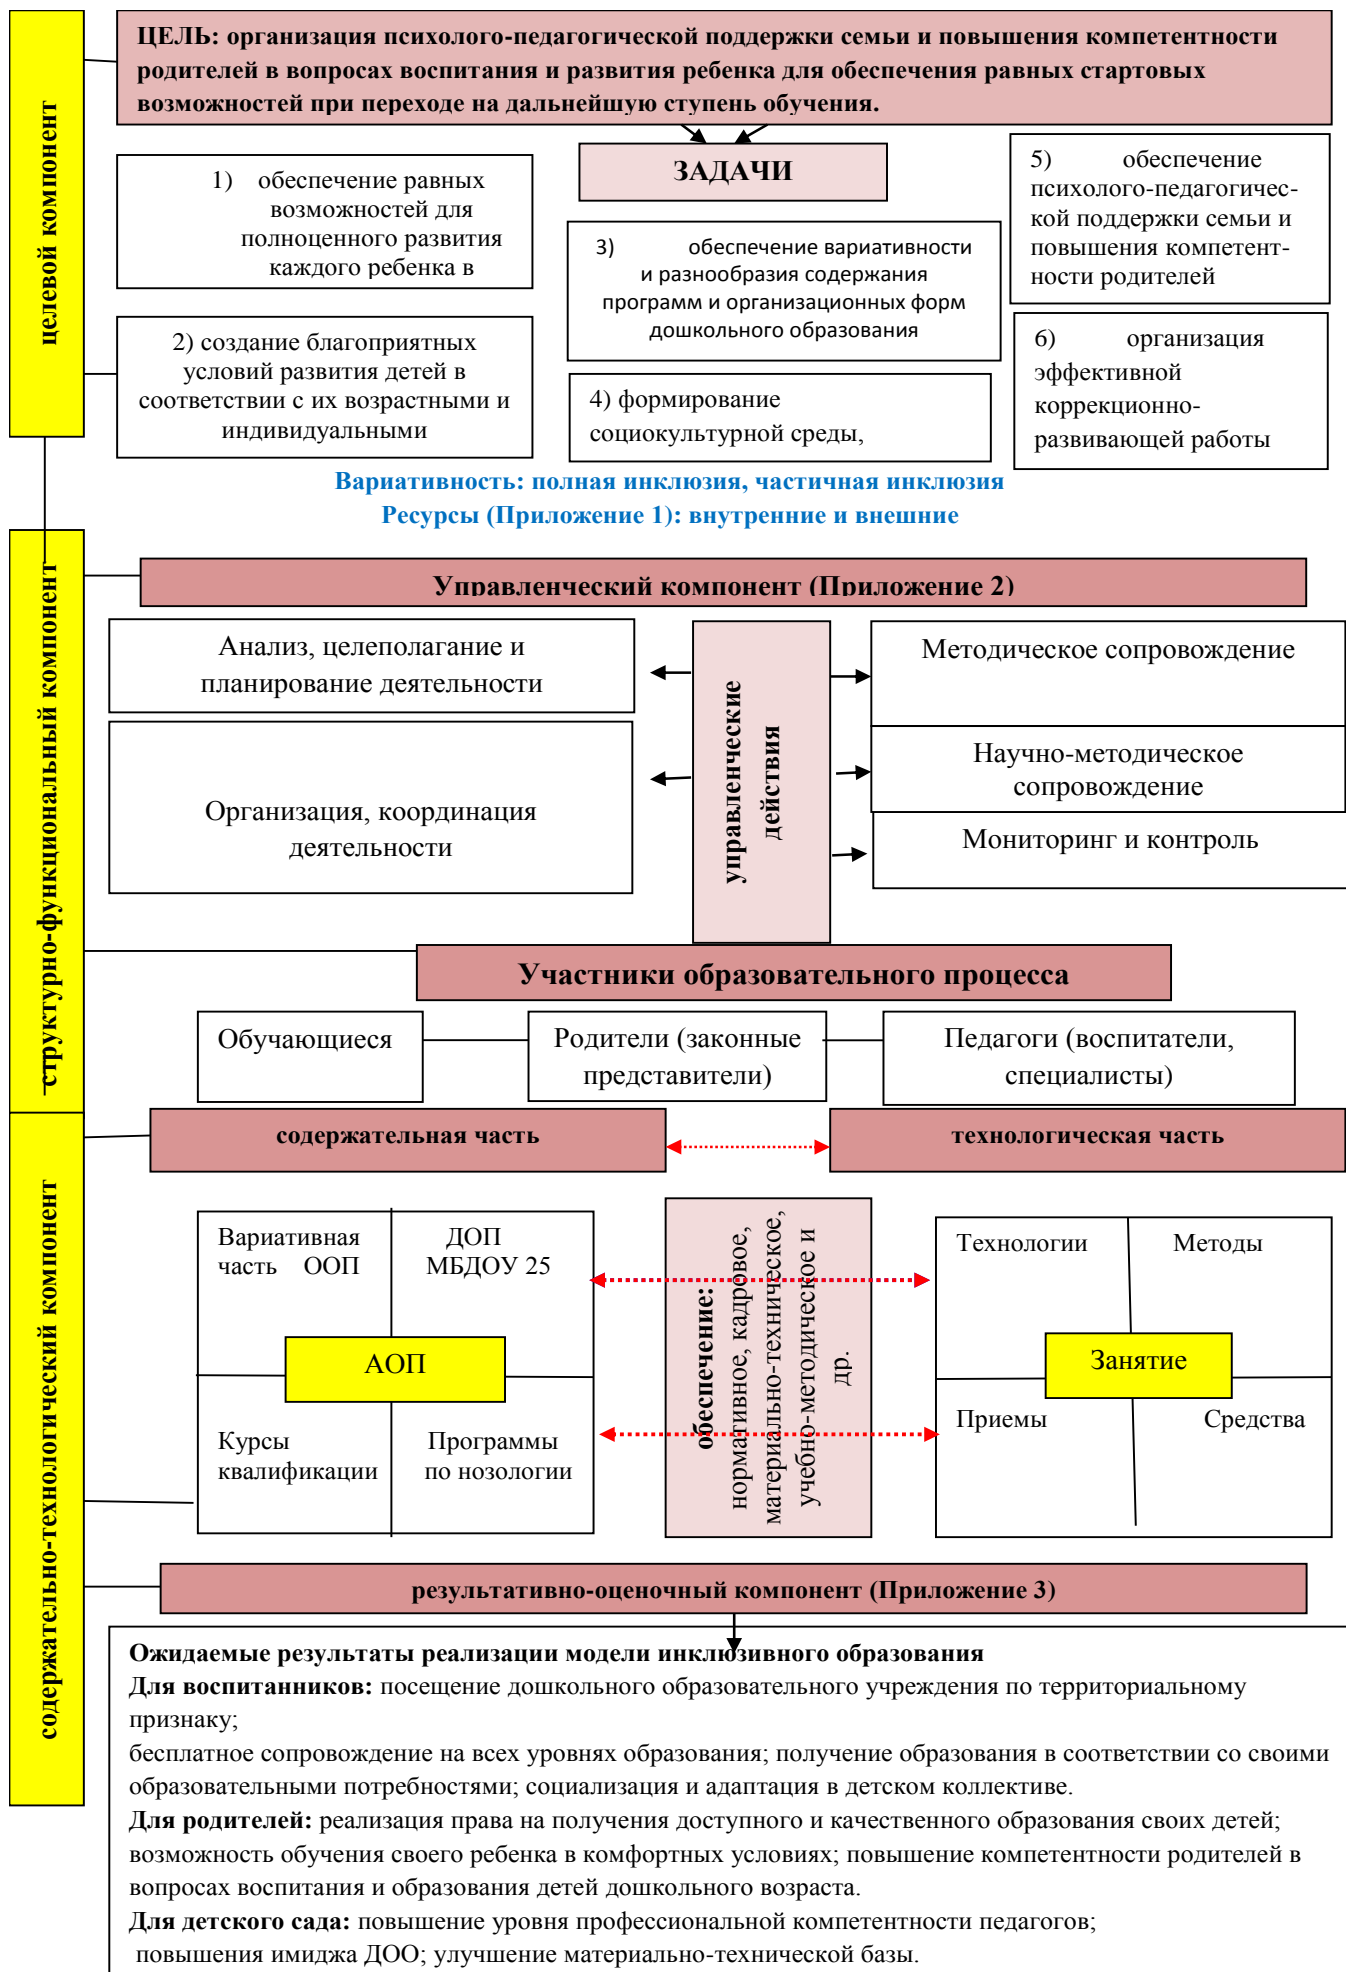 целевой компонент
ЦЕЛЬ: организация психолого-педагогической поддержки семьи и повышения компетентности
родителей в вопросах воспитания и развития ребенка для обеспечения равных стартовых
возможностей при переходе на дальнейшую ступень обучения.
ЗАДАЧИ
1) обеспечение равных
возможностей для
полноценного развития
каждого ребенка в
2) создание благоприятных
условий развития детей в
соответствии с их возрастными и
индивидуальными
3) обеспечение вариативности
и разнообразия содержания
программ и организационных форм
дошкольного образования
4) формирование
социокультурной среды,
5) обеспечение
психолого-педагогичес-
кой поддержки семьи и
повышения компетент-
ности родителей
6) организация
эффективной
коррекционно-
развивающей работы
Вариативность: полная инклюзия, частичная инклюзия
Ресурсы (Приложение 1): внутренние и внешние
структурно-функциональный компонент
Управленческий компонент (Приложение 2)
Анализ, целеполагание и
планирование деятельности
Организация, координация
деятельности
управленческие
действия
Методическое сопровождение
Научно-методическое
сопровождение
Мониторинг и контроль
Участники образовательного процесса
Обучающиеся
Родители (законные
представители)
Педагоги (воспитатели,
специалисты)
содержательно-технологический компонент
содержательная часть
технологическая часть
Вариативная
часть ООП
ДОП
МБДОУ 25
АОП
Курсы
квалификации
Программы
по нозологии
обеспечение:
нормативное, кадровое,
материально-техническое,
учебно-методическое и
др.
Технологии
Методы
Занятие
Приемы
Средства
результативно-оценочный компонент (Приложение 3)
Ожидаемые результаты реализации модели инклюзивного образования
Для воспитанников: посещение дошкольного образовательного учреждения по территориальному
признаку;
бесплатное сопровождение на всех уровнях образования; получение образования в соответствии со своими
образовательными потребностями; социализация и адаптация в детском коллективе.
Для родителей: реализация права на получения доступного и качественного образования своих детей;
возможность обучения своего ребенка в комфортных условиях; повышение компетентности родителей в
вопросах воспитания и образования детей дошкольного возраста.
Для детского сада: повышение уровня профессиональной компетентности педагогов;
повышения имиджа ДОО; улучшение материально-технической базы.